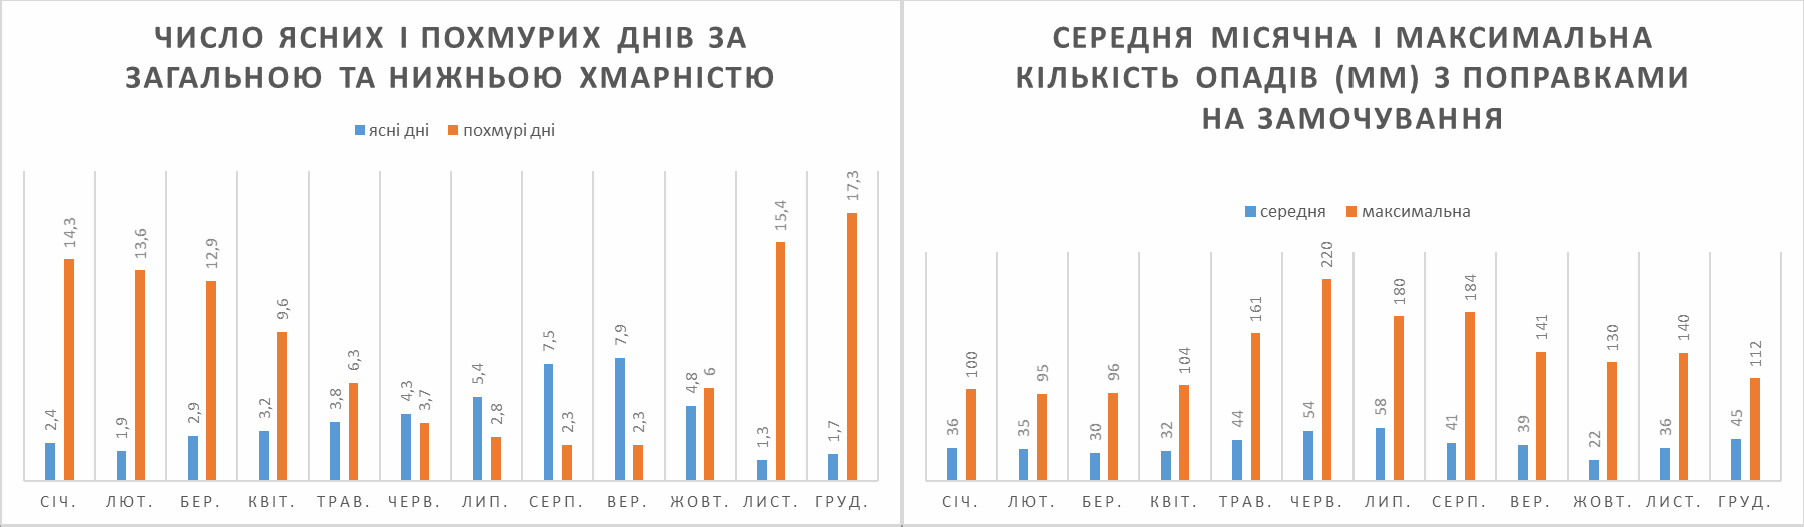 ЧИСЛО ЯСНИХ І ПОХМУРИХ ДНІВ ЗА
ЗАГАЛЬНОЮ ТА НИЖНЬОЮ ХМАРНІСТЮ
ясні дні похмурі дні
2,4 14,3 1,9 13,6 2,9 12,9 3,2 9,6 3,8 6,3 4,3 3,7 5,4 2,8 7,5 2,3 7,9 2,3 4,8 6 1,3 15,4 1,7 17,3
СІЧ. ЛЮТ. БЕР. КВІТ. ТРАВ. ЧЕРВ. ЛИП. СЕРП. ВЕР. ЖОВТ. ЛИСТ. ГРУД.
СЕРЕДНЯ МІСЯЧНА І МАКСИМАЛЬНА
КІЛЬКІСТЬ ОПАДІВ (ММ) З ПОПРАВКАМИ
НА ЗАМОЧУВАННЯ
середня максимальна
36 100 35 95 30 96 32 104 44 161 54 220 58 180 41 184 39 141 22 130 36 140 45 112
СІЧ. ЛЮТ. БЕР. КВІТ. ТРАВ. ЧЕРВ. ЛИП. СЕРП. ВЕР. ЖОВТ. ЛИСТ. ГРУД.